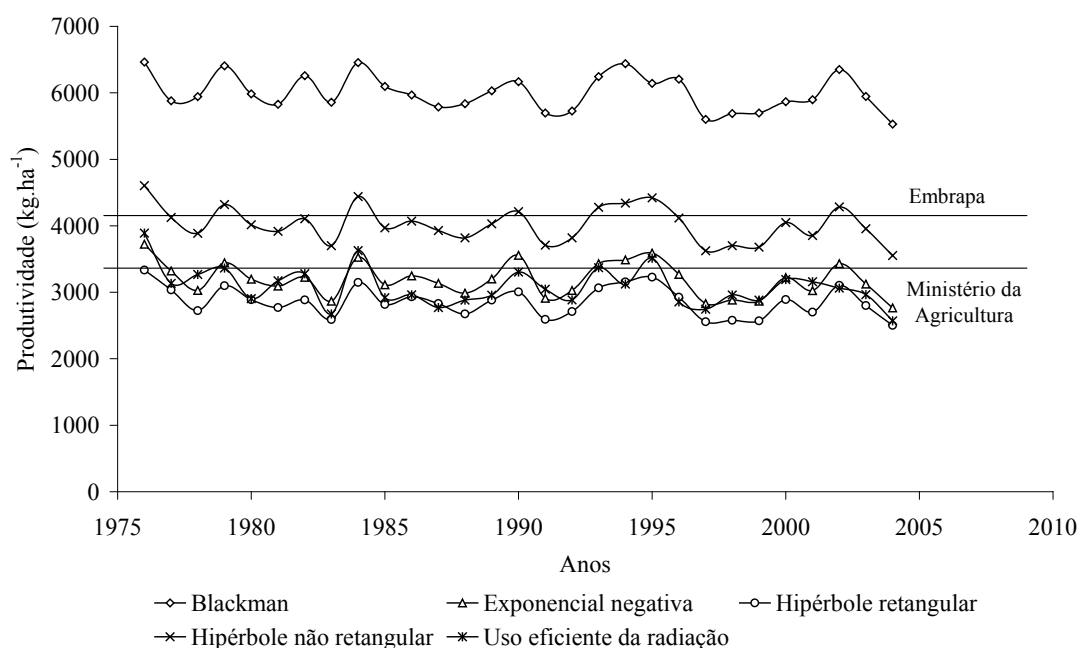 7000
6000
5000
4000
3000
2000
1000
0
Produtividade (kg.ha⁻¹)
Embrapa
Ministério da
Agricultura
1975 1980 1985 1990 1995 2000 2005 2010
Anos
Blackman Exponencial negativa Hipérbole retangular
Hipérbole não retangular Uso eficiente da radiação